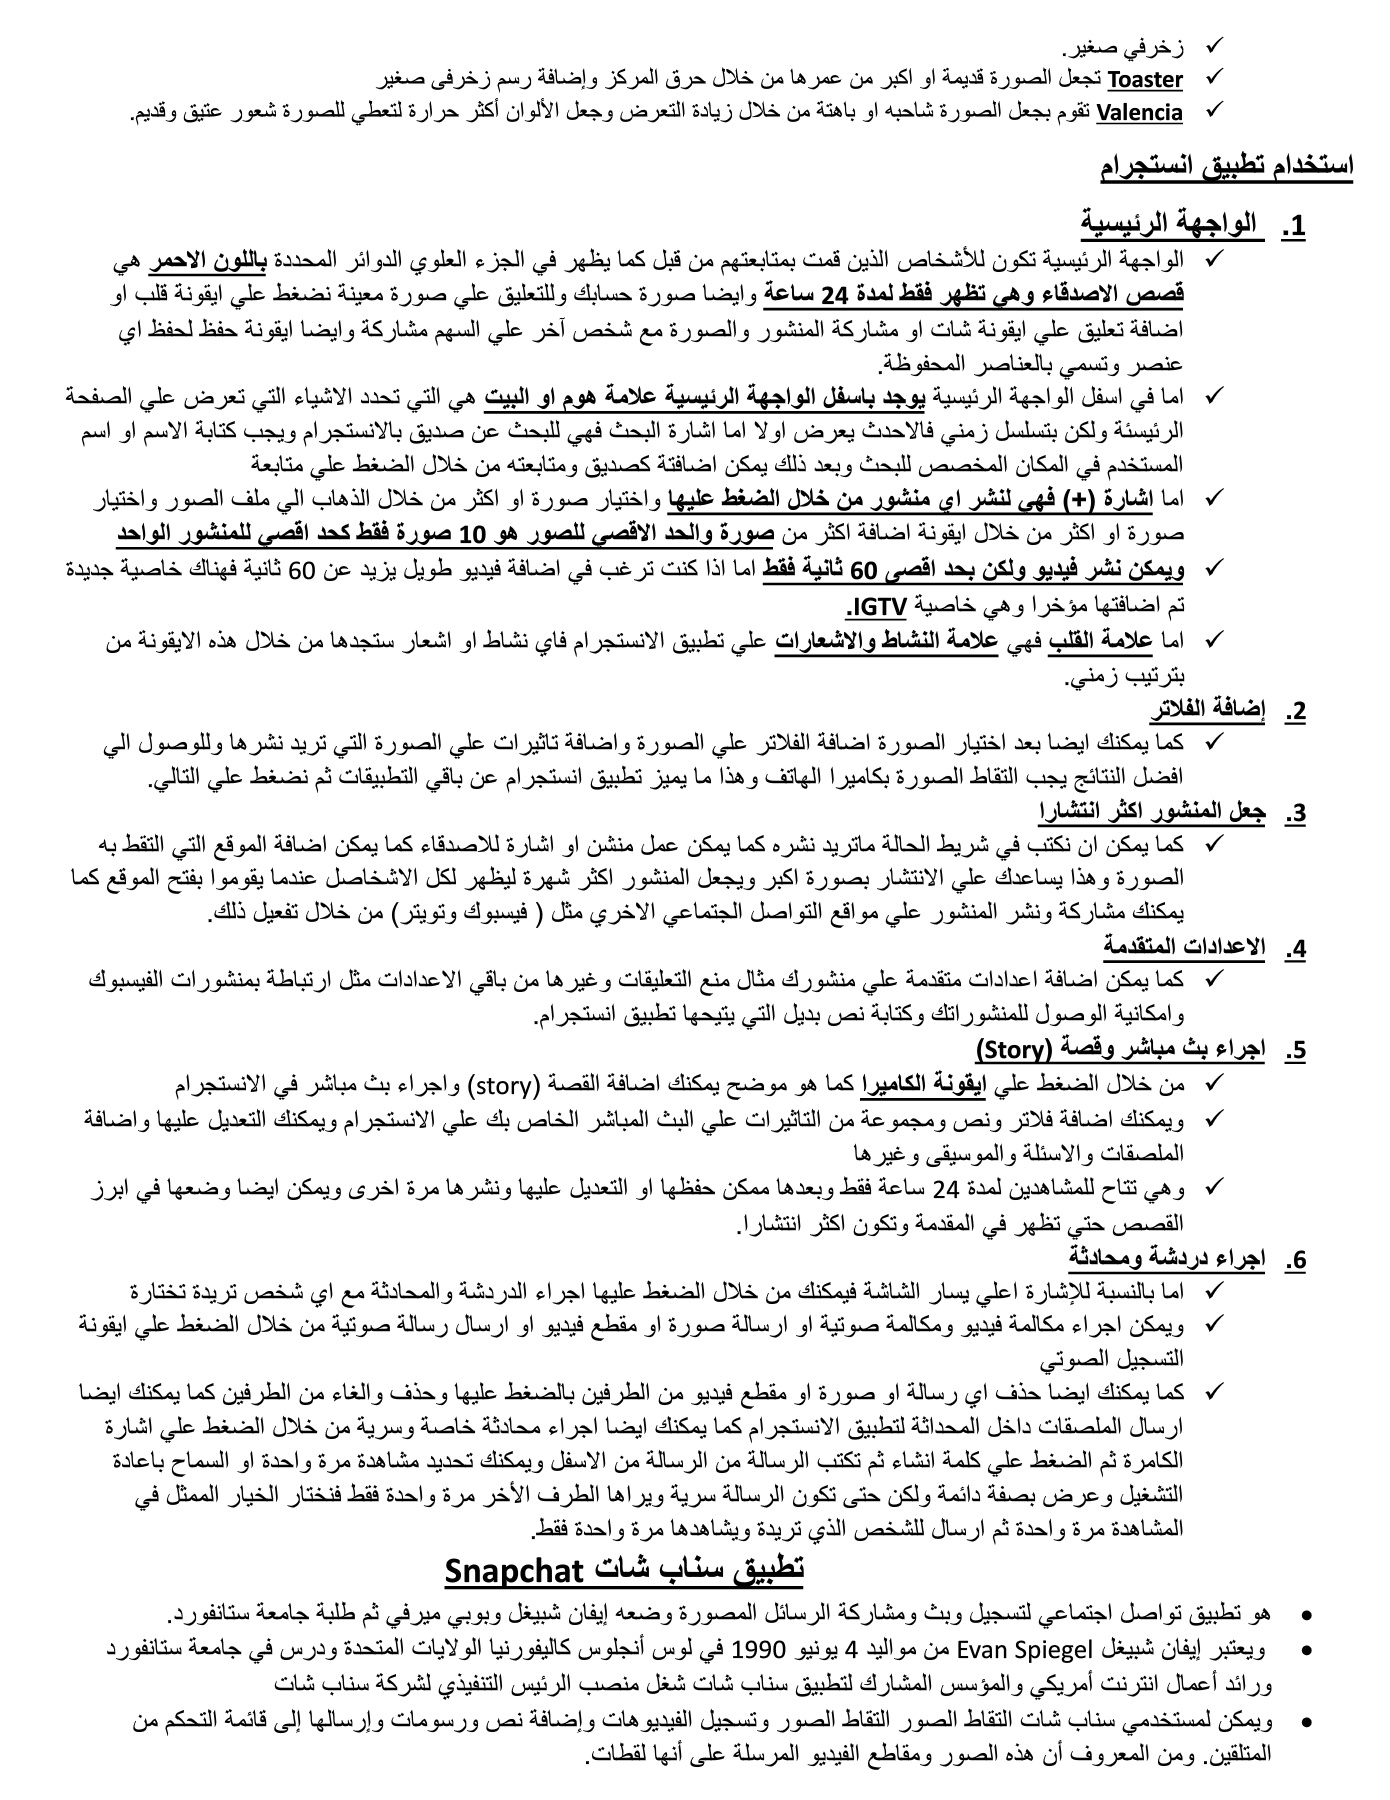 ✓ زخرفي صغير.
✓ Toaster تجعل الصورة قديمة او اكبر من عمرها من خلال حرق المركز وإضافة رسم زخرفى صغير
✓ Valencia تقوم بجعل الصورة شاحبه او باهتة من خلال زيادة التعرض وجعل الألوان أكثر حرارة لتعطي للصورة شعور عتيق وقديم.
استخدام تطبيق انستجرام
1. الواجهة الرئيسية
✓ الواجهة الرئيسية تكون للأشخاص الذين قمت بمتابعتهم من قبل كما يظهر في الجزء العلوي الدوائر المحددة باللون الاحمر هي
قصص الاصدقاء وهي تظهر فقط لمدة 24 ساعة وايضا صورة حسابك وللتعليق علي صورة معينة نضغط علي ايقونة قلب او
اضافة تعليق علي ايقونة شات او مشاركة المنشور والصورة مع شخص آخر علي السهم مشاركة وايضا ايقونة حفظ لحفظ اي
عنصر وتسمي بالعناصر المحفوظة.
✓ اما في اسفل الواجهة الرئيسية يوجد باسفل الواجهة الرئيسية علامة هوم او البيت هي التي تحدد الاشياء التي تعرض علي الصفحة
الرئيسئة ولكن بتسلسل زمني فالاحدث يعرض اولا اما اشارة البحث فهي للبحث عن صديق بالانستجرام ويجب كتابة الاسم او اسم
المستخدم في المكان المخصص للبحث وبعد ذلك يمكن اضافتة كصديق ومتابعته من خلال الضغط علي متابعة
✓ اما اشارة (+) فهي لنشر اي منشور من خلال الضغط عليها واختيار صورة او اكثر من خلال الذهاب الي ملف الصور واختيار
صورة او اكثر من خلال ايقونة اضافة اكثر من صورة والحد الاقصي للصور هو 10 صورة فقط كحد اقصي للمنشور الواحد
✓ ويمكن نشر فيديو ولكن بحد اقصى 60 ثانية فقط اما اذا كنت ترغب في اضافة فيديو طويل يزيد عن 60 ثانية فهناك خاصية جديدة
تم اضافتها مؤخرا وهي خاصية IGTV.
✓ اما علامة القلب فهي علامة النشاط والاشعارات علي تطبيق الانستجرام فاي نشاط او اشعار ستجدها من خلال هذه الايقونة من
بترتيب زمني.
2. إضافة الفلاتر
✓ كما يمكنك ايضا بعد اختيار الصورة اضافة الفلاتر علي الصورة واضافة تاثيرات علي الصورة التي تريد نشرها وللوصول الي
افضل النتائج يجب التقاط الصورة بكاميرا الهاتف وهذا ما يميز تطبيق انستجرام عن باقي التطبيقات ثم نضغط علي التالي.
3. جعل المنشور اكثر انتشارا
✓ كما يمكن ان نكتب في شريط الحالة ماتريد نشره كما يمكن عمل منشن او اشارة للاصدقاء كما يمكن اضافة الموقع التي التقط به
الصورة وهذا يساعدك علي الانتشار بصورة اكبر ويجعل المنشور اكثر شهرة ليظهر لكل الاشخاصل عندما يقوموا بفتح الموقع كما
يمكنك مشاركة ونشر المنشور علي مواقع التواصل الجتماعي الاخري مثل ( فيسبوك وتويتر) من خلال تفعيل ذلك.
4. الاعدادات المتقدمة
✓ كما يمكن اضافة اعدادات متقدمة علي منشورك مثال منع التعليقات وغيرها من باقي الاعدادات مثل ارتباطة بمنشورات الفيسبوك
وامكانية الوصول للمنشوراتك وكتابة نص بديل التي يتيحها تطبيق انستجرام.
5. اجراء بث مباشر وقصة (Story)
✓ من خلال الضغط علي ايقونة الكاميرا كما هو موضح يمكنك اضافة القصة (story) واجراء بث مباشر في الانستجرام
✓ ويمكنك اضافة فلاتر ونص ومجموعة من التاثيرات علي البث المباشر الخاص بك علي الانستجرام ويمكنك التعديل عليها واضافة
الملصقات والاسئلة والموسيقى وغيرها
✓ وهي تتاح للمشاهدين لمدة 24 ساعة فقط وبعدها ممكن حفظها او التعديل عليها ونشرها مرة اخرى ويمكن ايضا وضعها في ابرز
القصص حتي تظهر في المقدمة وتكون اكثر انتشارا.
6. اجراء دردشة ومحادثة
✓ اما بالنسبة للإشارة اعلي يسار الشاشة فيمكنك من خلال الضغط عليها اجراء الدردشة والمحادثة مع اي شخص تريدة تختارة
✓ ويمكن اجراء مكالمة فيديو ومكالمة صوتية او ارسالة صورة او مقطع فيديو او ارسال رسالة صوتية من خلال الضغط علي ايقونة
التسجيل الصوتي
✓ كما يمكنك ايضا حذف اي رسالة او صورة او مقطع فيديو من الطرفين بالضغط عليها وحذف والغاء من الطرفين كما يمكنك ايضا
ارسال الملصقات داخل المحداثة لتطبيق الانستجرام كما يمكنك ايضا اجراء محادثة خاصة وسرية من خلال الضغط علي اشارة
الكامرة ثم الضغط علي كلمة انشاء ثم تكتب الرسالة من الرسالة من الاسفل ويمكنك تحديد مشاهدة مرة واحدة او السماح باعادة
التشغيل وعرض بصفة دائمة ولكن حتى تكون الرسالة سرية ويراها الطرف الأخر مرة واحدة فقط فنختار الخيار الممثل في
المشاهدة مرة واحدة ثم ارسال للشخص الذي تريدة ويشاهدها مرة واحدة فقط.
تطبيق سناب شات Snapchat
• هو تطبيق تواصل اجتماعي لتسجيل وبث ومشاركة الرسائل المصورة وضعه إيفان شبيغل وبوبي ميرفي ثم طلبة جامعة ستانفورد.
• ويعتبر إيفان شبيغل Evan Spiegel من مواليد 4 يونيو 1990 في لوس أنجلوس كاليفورنيا الولايات المتحدة ودرس في جامعة ستانفورد
ورائد أعمال انترنت أمريكي والمؤسس المشارك لتطبيق سناب شات شغل منصب الرئيس التنفيذي لشركة سناب شات
• ويمكن لمستخدمي سناب شات التقاط الصور التقاط الصور وتسجيل الفيديوهات وإضافة نص ورسومات وإرسالها إلى قائمة التحكم من
المتلقين. ومن المعروف أن هذه الصور ومقاطع الفيديو المرسلة على أنها لقطات.